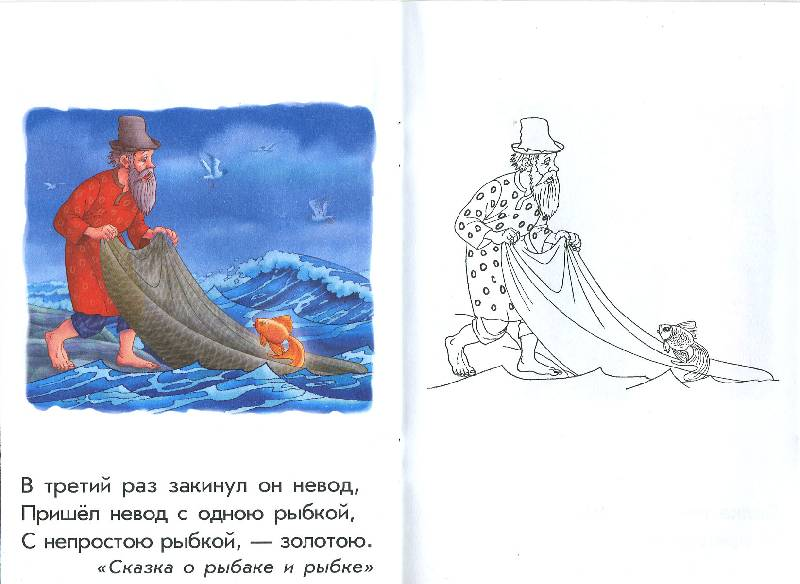 В третий раз закинул он невод,
Пришёл невод с одною рыбкой,
С непростою рыбкой, — золотою.
«Сказка о рыбаке и рыбке»